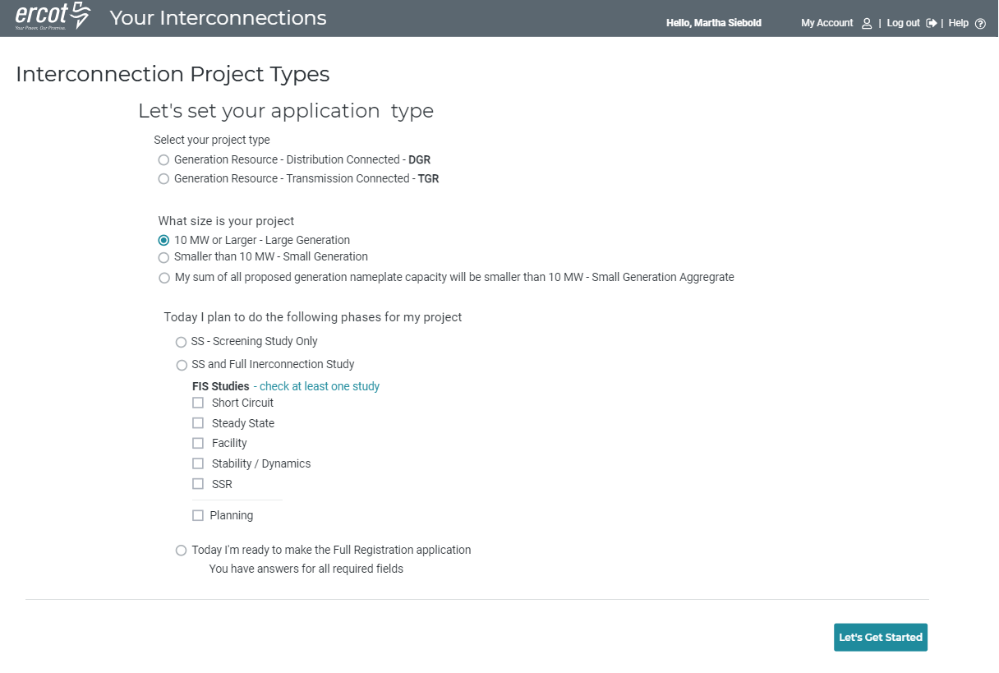 ercot
Your Power. Our Promise.
Your Interconnections
Hello, Martha Siebold
My Account | Log out | Help
Interconnection Project Types
Let's set your application type
Select your project type
Generation Resource - Distribution Connected - DGR
Generation Resource - Transmission Connected - TGR
What size is your project
10 MW or Larger - Large Generation
Smaller than 10 MW - Small Generation
My sum of all proposed generation nameplate capacity will be smaller than 10 MW - Small Generation Aggregrate
Today I plan to do the following phases for my project
SS - Screening Study Only
SS and Full Inerconnection Study
FIS Studies - check at least one study
Short Circuit
Steady State
Facility
Stability / Dynamics
SSR
Planning
Today I'm ready to make the Full Registration application
You have answers for all required fields
Let's Get Started